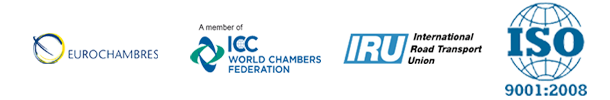 EUROCHAMBRES
A member of
ICC
WORLD CHAMBERS
FEDERATION
IRU
International
Road Transport
Union
ISO
9001:2008